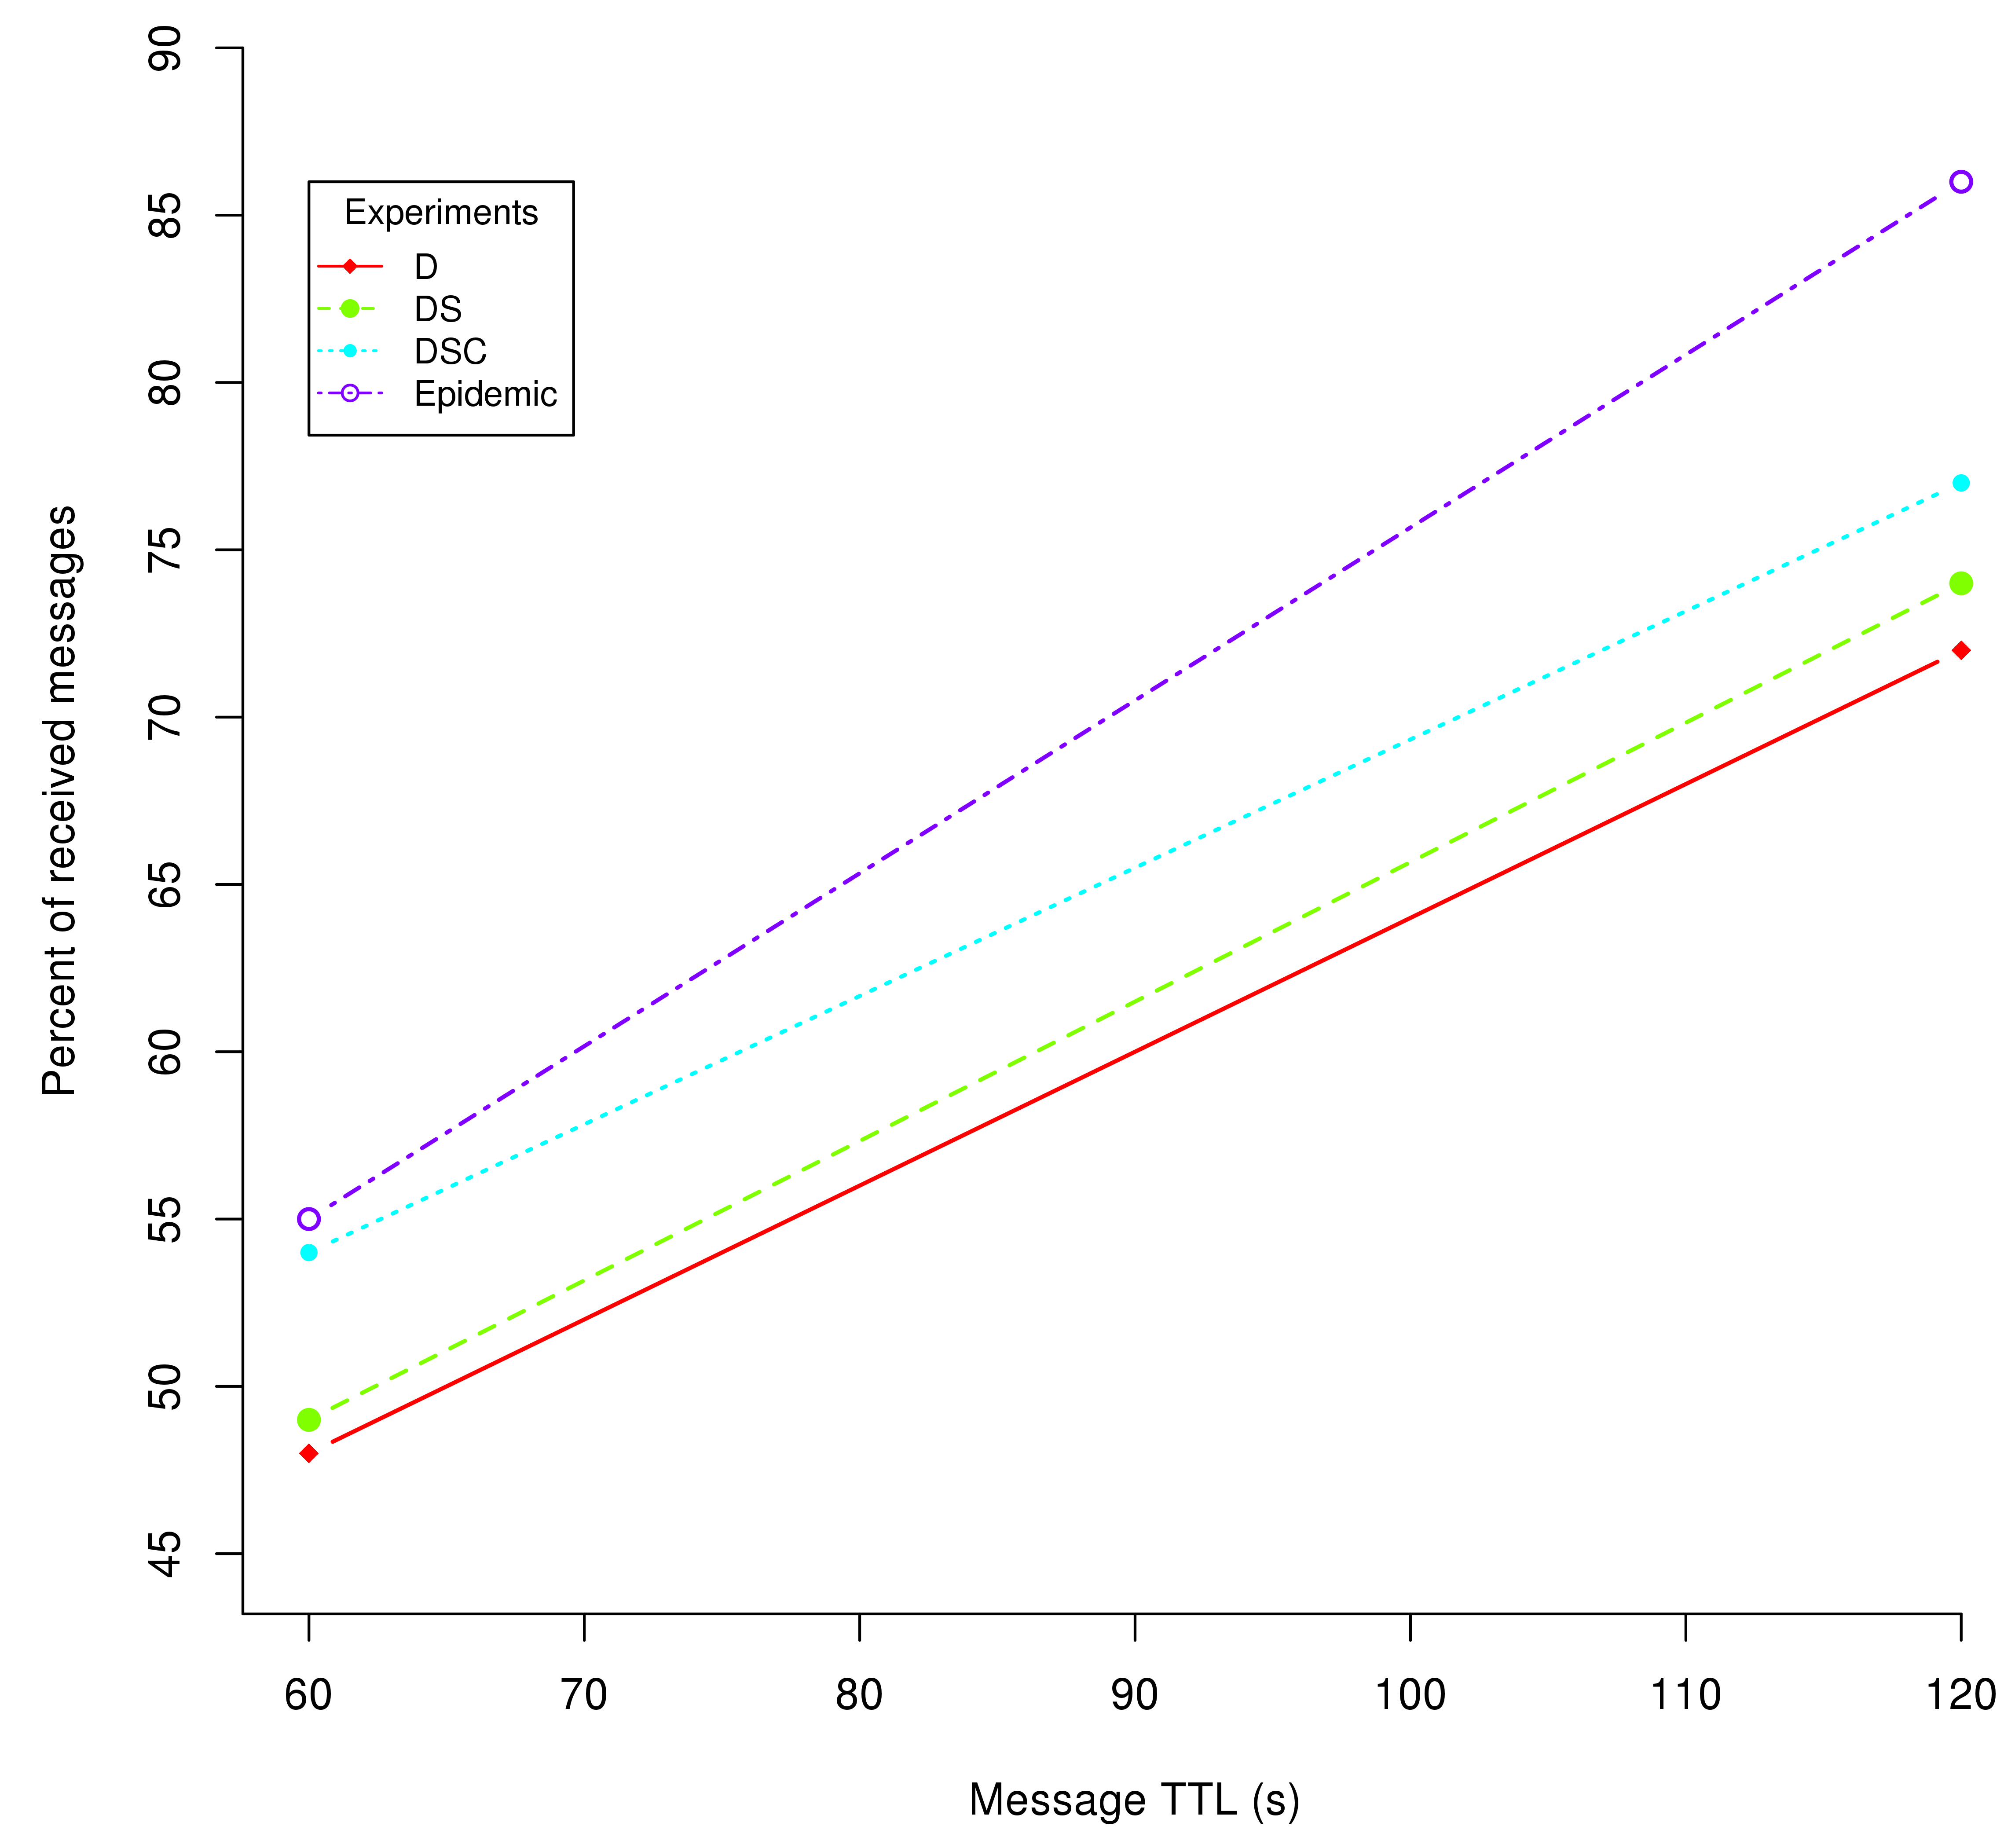 90
85
80
75
70
65
60
55
50
45
Percent of received messages
Experiments
D
DS
DSC
Epidemic
60 70 80 90 100 110 120
Message TTL (s)